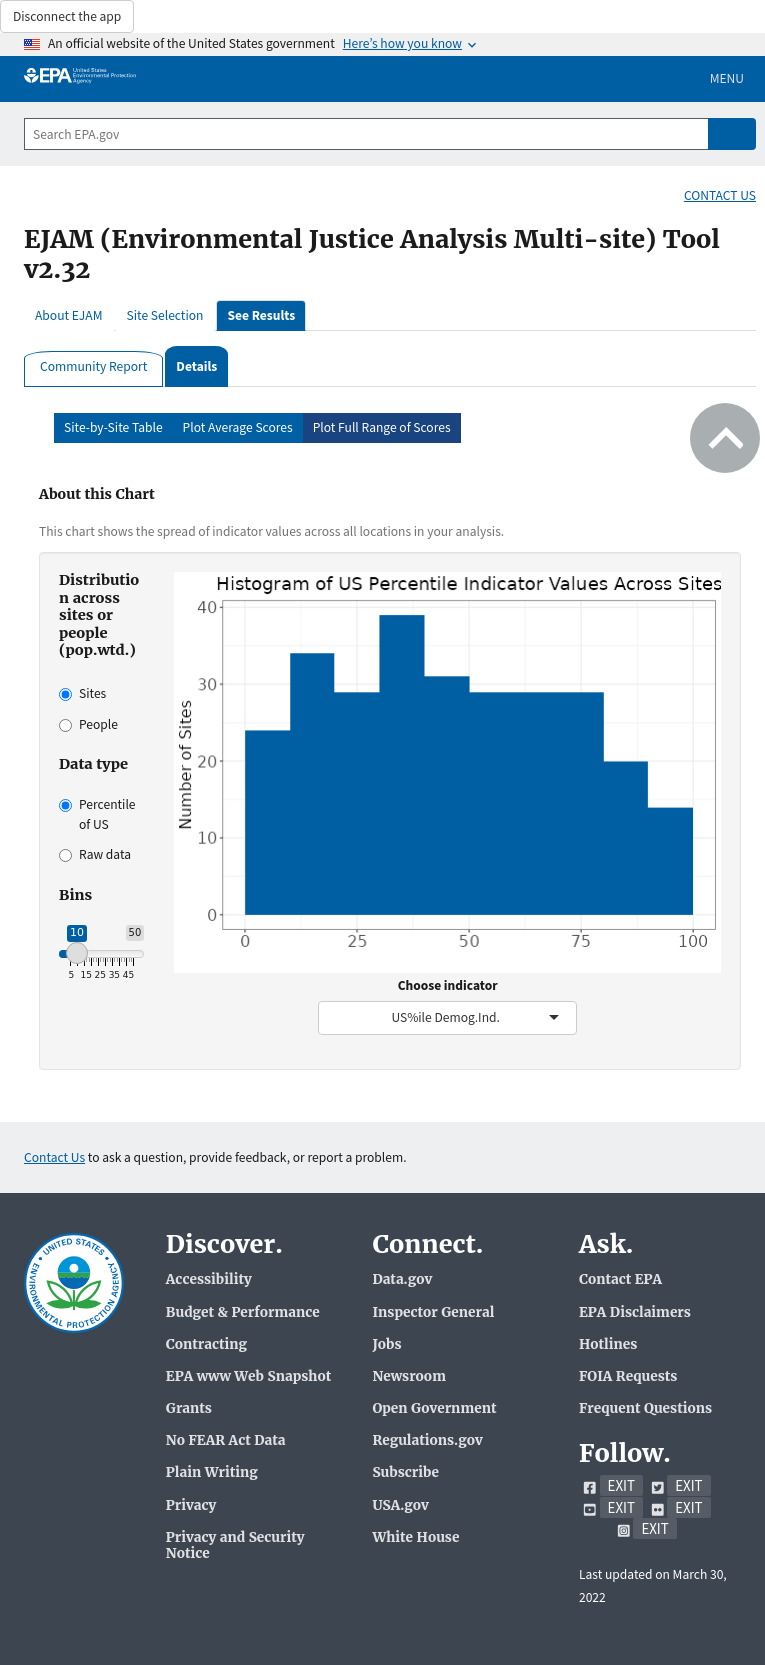 Disconnect the app
An official website of the United States government Here's how you know
EPA United States Environmental Protection Agency
MENU
Search EPA.gov
CONTACT US
EJAM (Environmental Justice Analysis Multi-site) Tool
v2.32
About EJAM Site Selection See Results
Community Report Details
Site-by-Site Table Plot Average Scores Plot Full Range of Scores
About this Chart
This chart shows the spread of indicator values across all locations in your analysis.
Distributio
n across
sites or
people
(pop.wtd.)
Sites
People
Data type
Percentile
of US
Raw data
Bins
10 50
5 15 25 35 45
Histogram of US Percentile Indicator Values Across Sites
Number of Sites
40
30
20
10
0
0 25 50 75 100
Choose indicator
US%ile Demog.Ind.
Contact Us to ask a question, provide feedback, or report a problem.
UNITED STATES
ENVIRONMENTAL PROTECTION AGENCY
Discover.
Accessibility
Budget & Performance
Contracting
EPA www Web Snapshot
Grants
No FEAR Act Data
Plain Writing
Privacy
Privacy and Security
Notice
Connect.
Data.gov
Inspector General
Jobs
Newsroom
Open Government
Regulations.gov
Subscribe
USA.gov
White House
Ask.
Contact EPA
EPA Disclaimers
Hotlines
FOIA Requests
Frequent Questions
Follow.
EXIT EXIT
EXIT EXIT
EXIT
Last updated on March 30,
2022